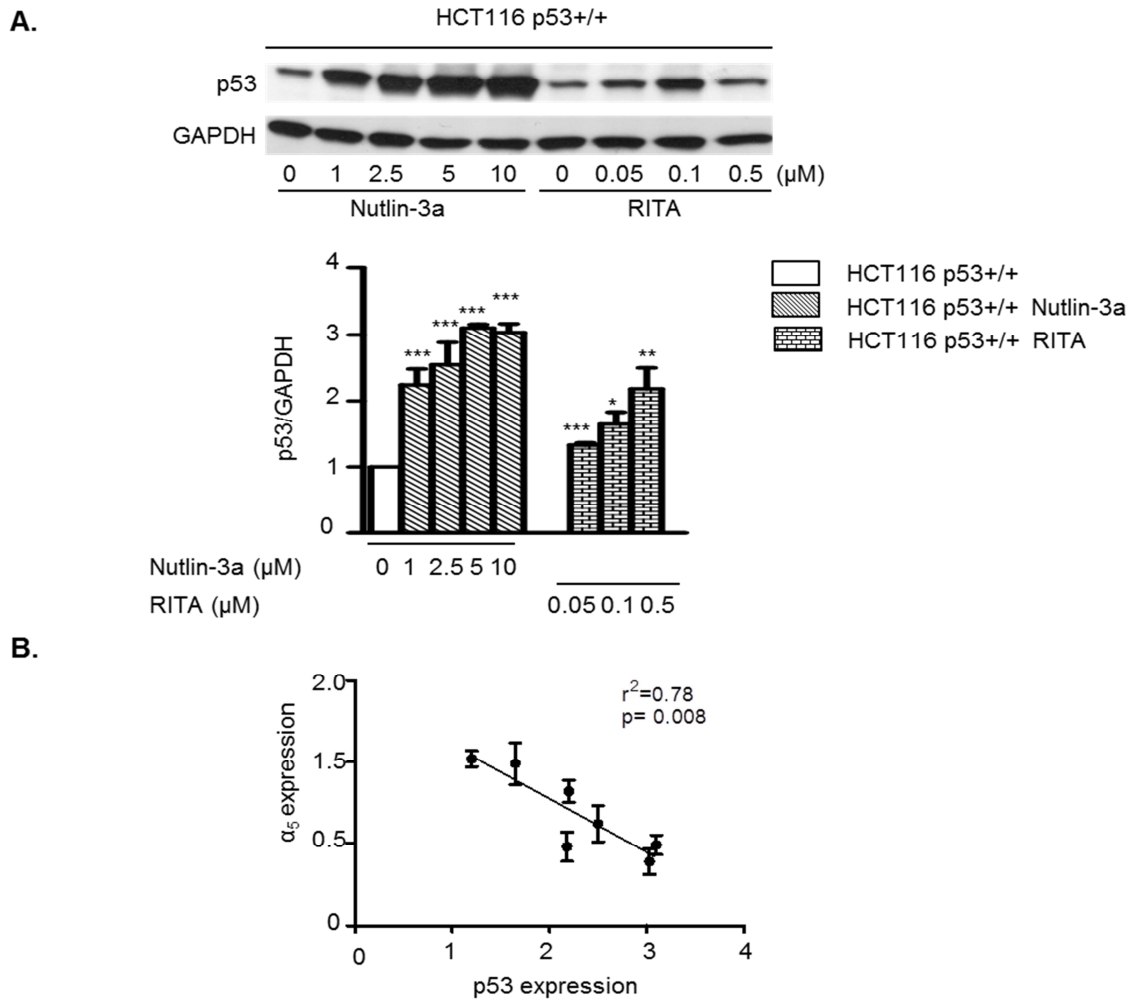 A.
HCT116 p53+/+
p53
GAPDH
0 1 2.5 5 10 0 0.05 0.1 0.5 (µM)
Nutlin-3a RITA
4
3
2
1
0
p53/GAPDH
***
***
***
***
***
*
**
HCT116 p53+/+
HCT116 p53+/+ Nutlin-3a
HCT116 p53+/+ RITA
Nutlin-3a (µM) 0 1 2.5 5 10
RITA (µM) 0.05 0.1 0.5
B.
2.0
1.5
0.5
0
α5 expression
r2=0.78
p= 0.008
0 1 2 3 4
p53 expression